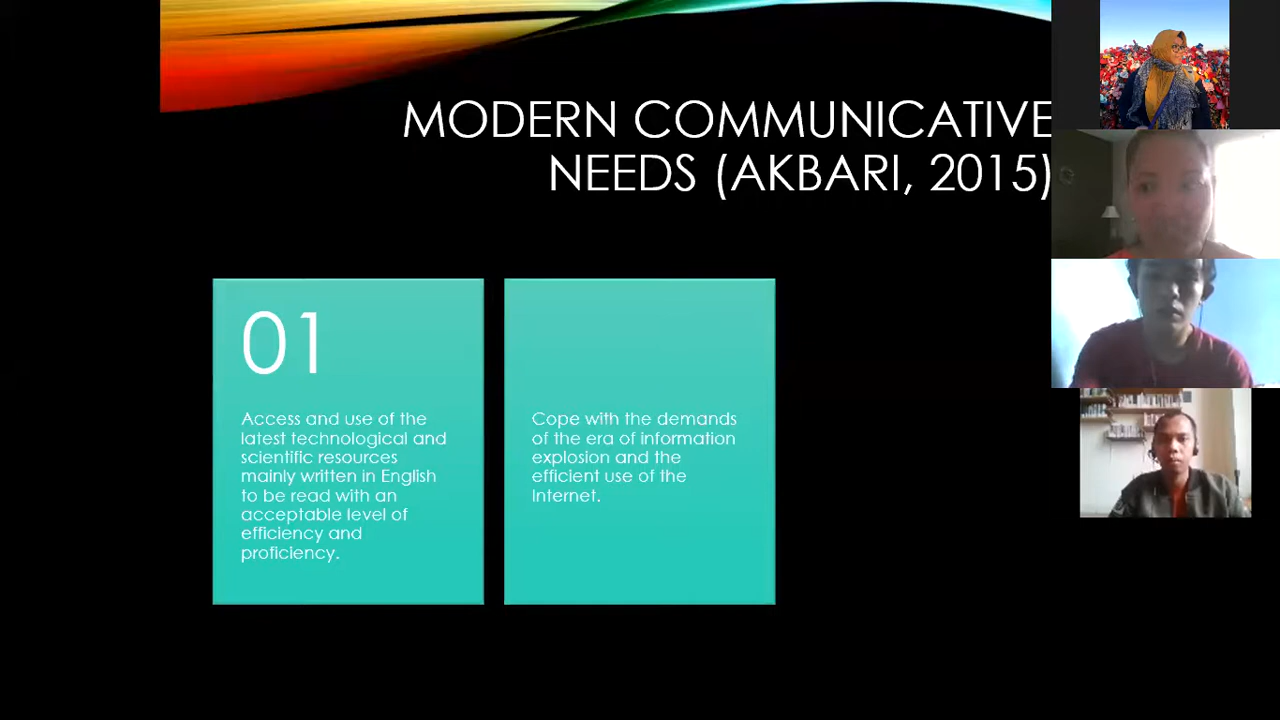 MODERN COMMUNICATIVE
NEEDS (AKBARI, 2015)
01
Access and use of the
latest technological and
scientific resources
mainly written in English
to be read with an
acceptable level of
efficiency and
proficiency.
Cope with the demands
of the era of information
explosion and the
efficient use of the
Internet.